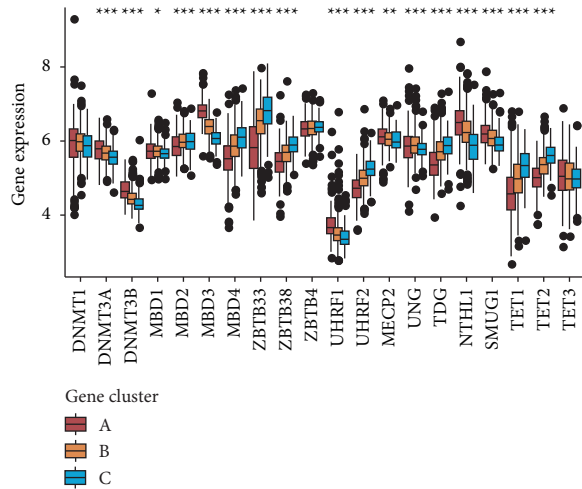 *** *** * *** *** *** *** *** *** *** ** *** *** *** *** *** ***
Gene expression
8
6
4
DNMT1
DNMT3A
DNMT3B
MBD1
MBD2
MBD3
MBD4
ZBTB33
ZBTB38
ZBTB4
UHRF1
UHRF2
MECP2
UNG
TDG
NTHL1
SMUG1
TET1
TET2
TET3
Gene cluster
A
B
C